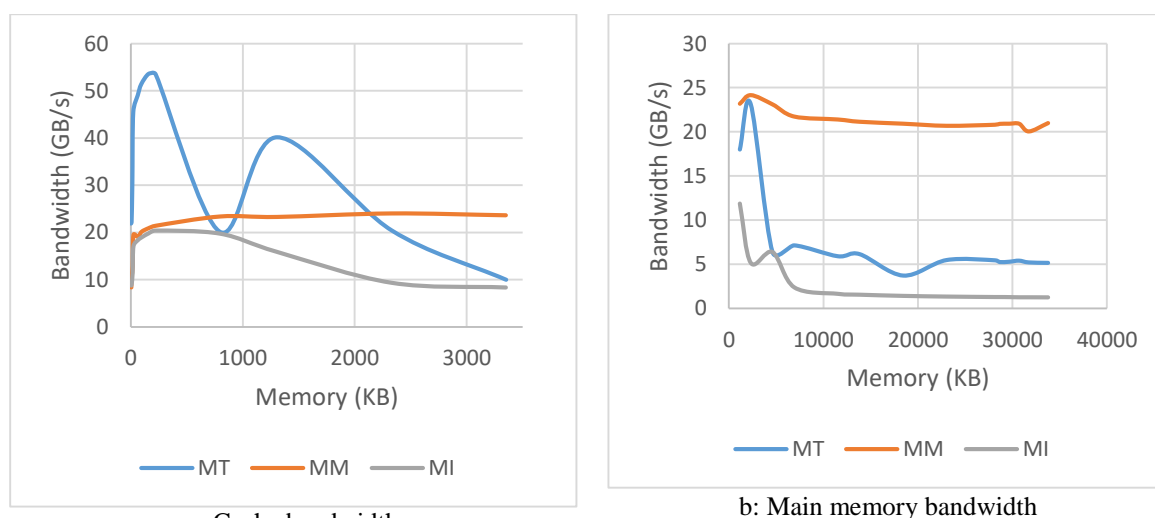 60
50
40
30
20
10
0
Bandwidth (GB/s)
0 1000 2000 3000
Memory (KB)
MT MM MI
30
25
20
15
10
5
0
Bandwidth (GB/s)
0 10000 20000 30000 40000
Memory (KB)
MT MM MI
b: Main memory bandwidth